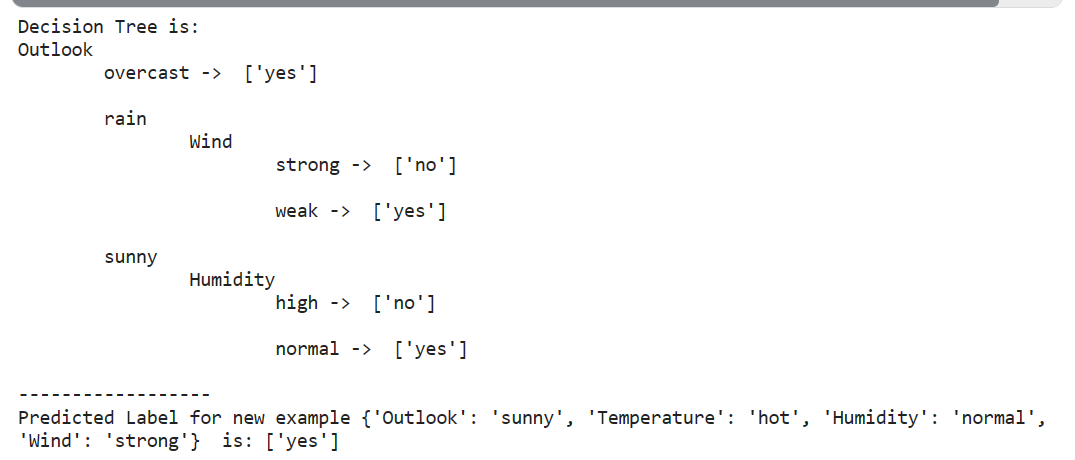 Decision Tree is:
Outlook
overcast ->  ['yes']
rain
Wind
strong ->  ['no']
weak ->  ['yes']
sunny
Humidity
high ->  ['no']
normal ->  ['yes']
------------------
Predicted Label for new example {'Outlook': 'sunny', 'Temperature': 'hot', 'Humidity': 'normal',
'Wind': 'strong'}  is: ['yes']